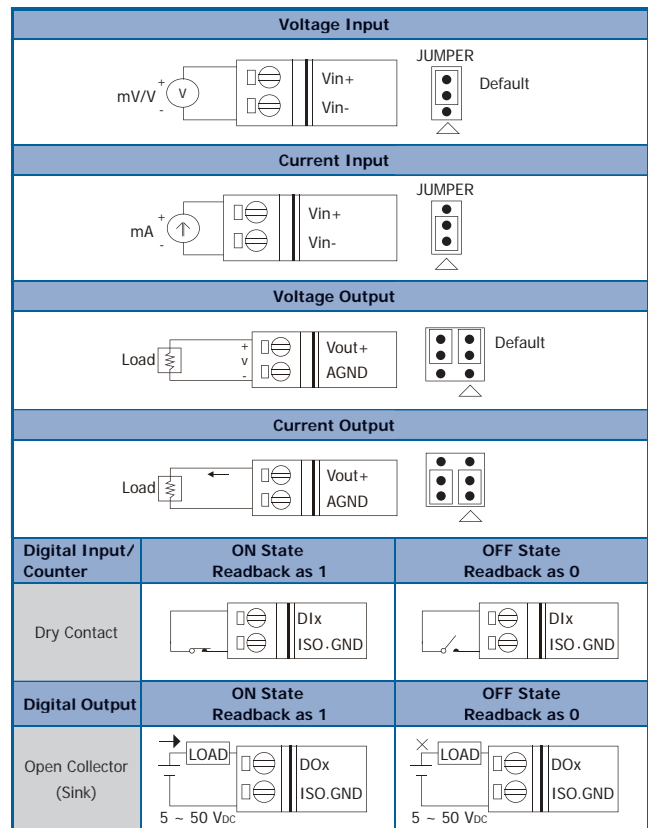 Voltage Input
JUMPER
mV/V
+
V
-
Vin+
Vin-
Default
Current Input
JUMPER
mA
+
-
Vin+
Vin-
Voltage Output
Load
+
v
-
Vout+
AGND
Default
Current Output
Load
Vout+
AGND
Digital Input/
Counter
ON State
Readback as 1
OFF State
Readback as 0
Dry Contact
DIx
ISO.GND
DIx
ISO.GND
Digital Output
ON State
Readback as 1
OFF State
Readback as 0
Open Collector
(Sink)
LOAD
DOx
ISO.GND
5 ~ 50 VDC
LOAD
DOx
ISO.GND
5 ~ 50 VDC